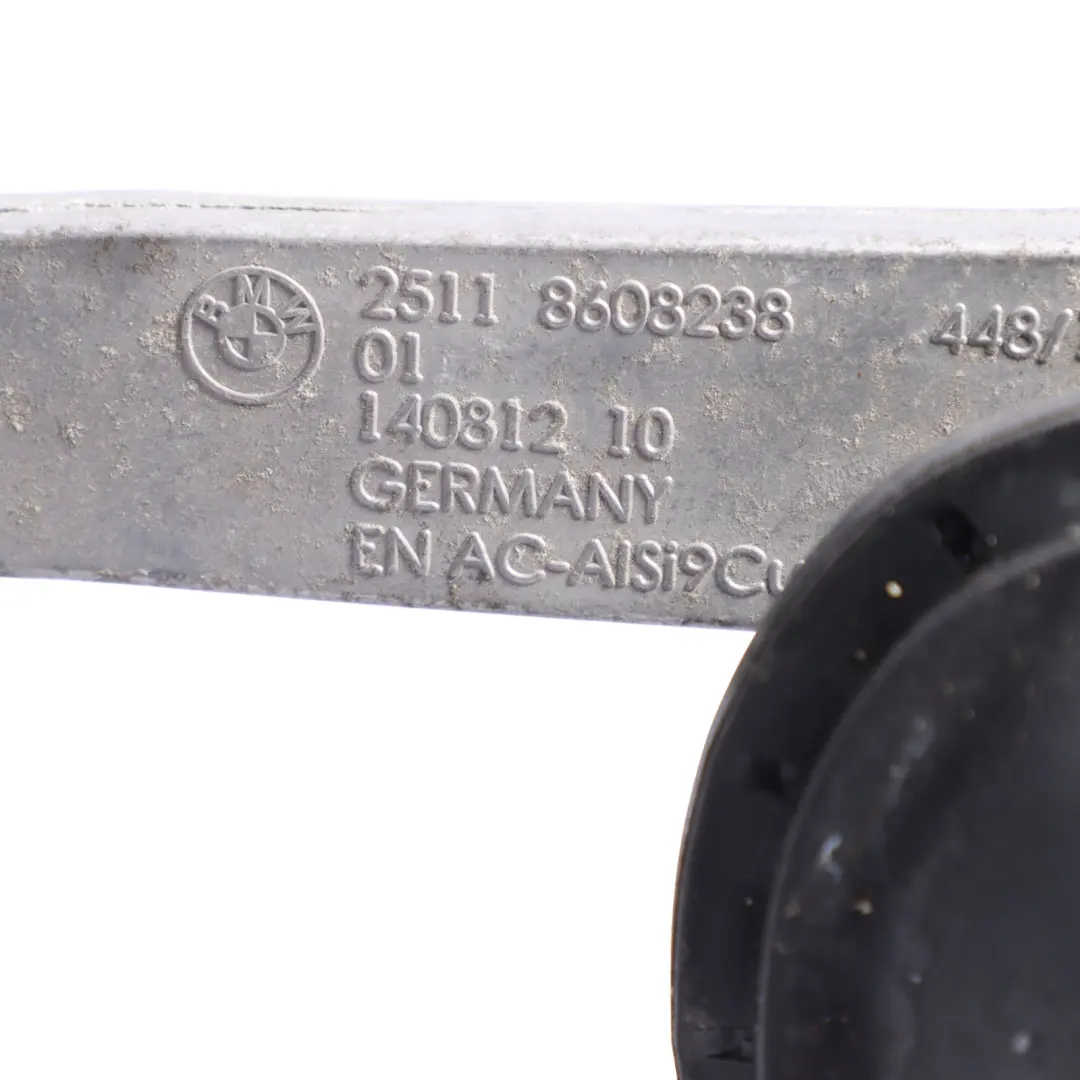 BMW
2511 8608238 448/
01
140812 10
GERMANY
EN AC-AlSi9Cu